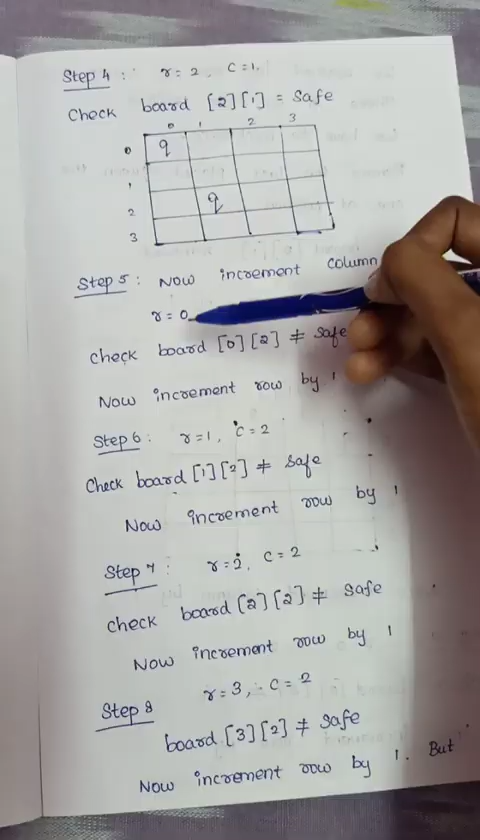 Step 4 : r = 2, C = 1,
Check board [2][1] = Safe
0 1 2 3
0 q
1
2 q
3
Step 5 : Now increment column
r = 0
check board [0][2] ≠ safe
Now increment row by 1
Step 6 : r = 1, C = 2
Check board [1][2] ≠ safe
Now increment row by 1
Step 7 : r = 2, C = 2
check board [2][2] ≠ safe
Now increment row by 1
Step 8 r = 3, C = 2
board [3][2] ≠ safe
Now increment row by 1. But